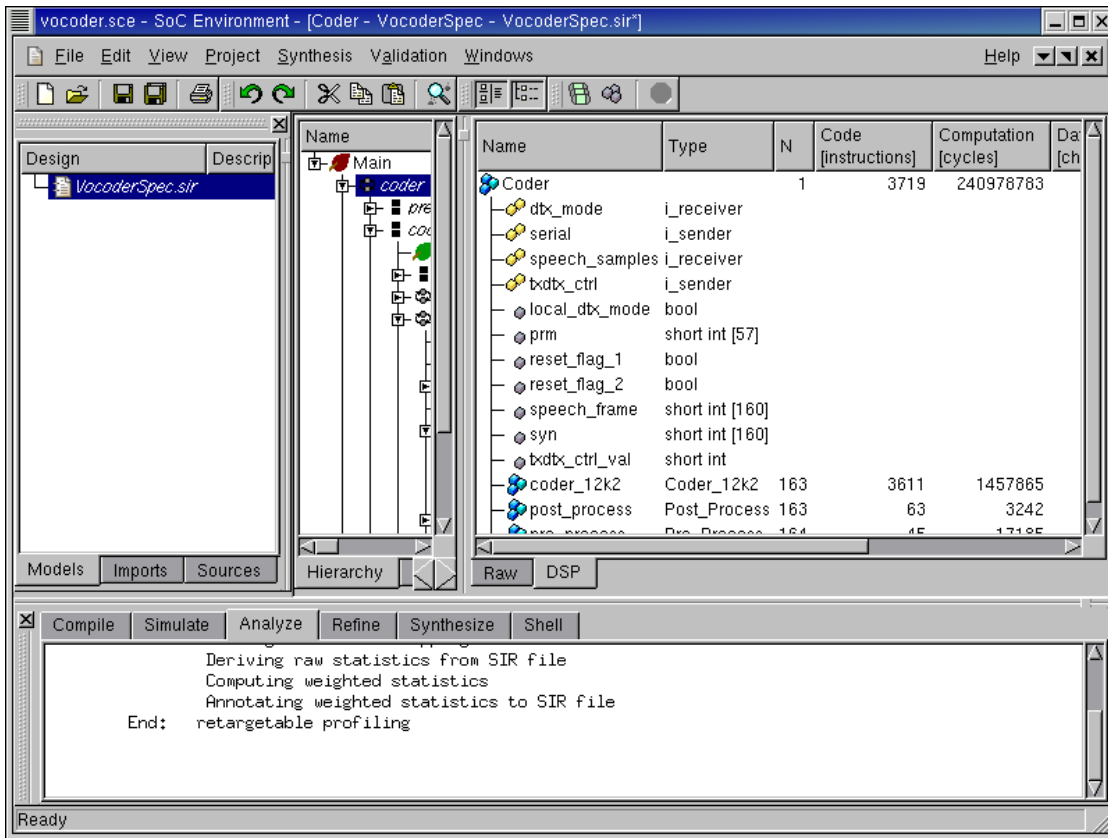 vocoder.sce - SoC Environment - [Coder - VocoderSpec - VocoderSpec.sir*]
File Edit View Project Synthesis Validation Windows Help
Design Descrip
VocoderSpec.sir
Models Imports Sources
Name
Main
coder
pre
Hierarchy
Name Type N Code [instructions] Computation [cycles] Da [ch
Coder 1 3719 240978783
dtx_mode i_receiver
serial i_sender
speech_samples i_receiver
txdtx_ctrl i_sender
local_dtx_mode bool
prm short int [57]
reset_flag_1 bool
reset_flag_2 bool
speech_frame short int [160]
syn short int [160]
txdtx_ctrl_val short int
coder_12k2 Coder_12k2 163 3611 1457865
post_process Post_Process 163 63 3242
Raw DSP
Compile Simulate Analyze Refine Synthesize Shell
Deriving raw statistics from SIR file
Computing weighted statistics
Annotating weighted statistics to SIR file
End: retargetable profiling
Ready